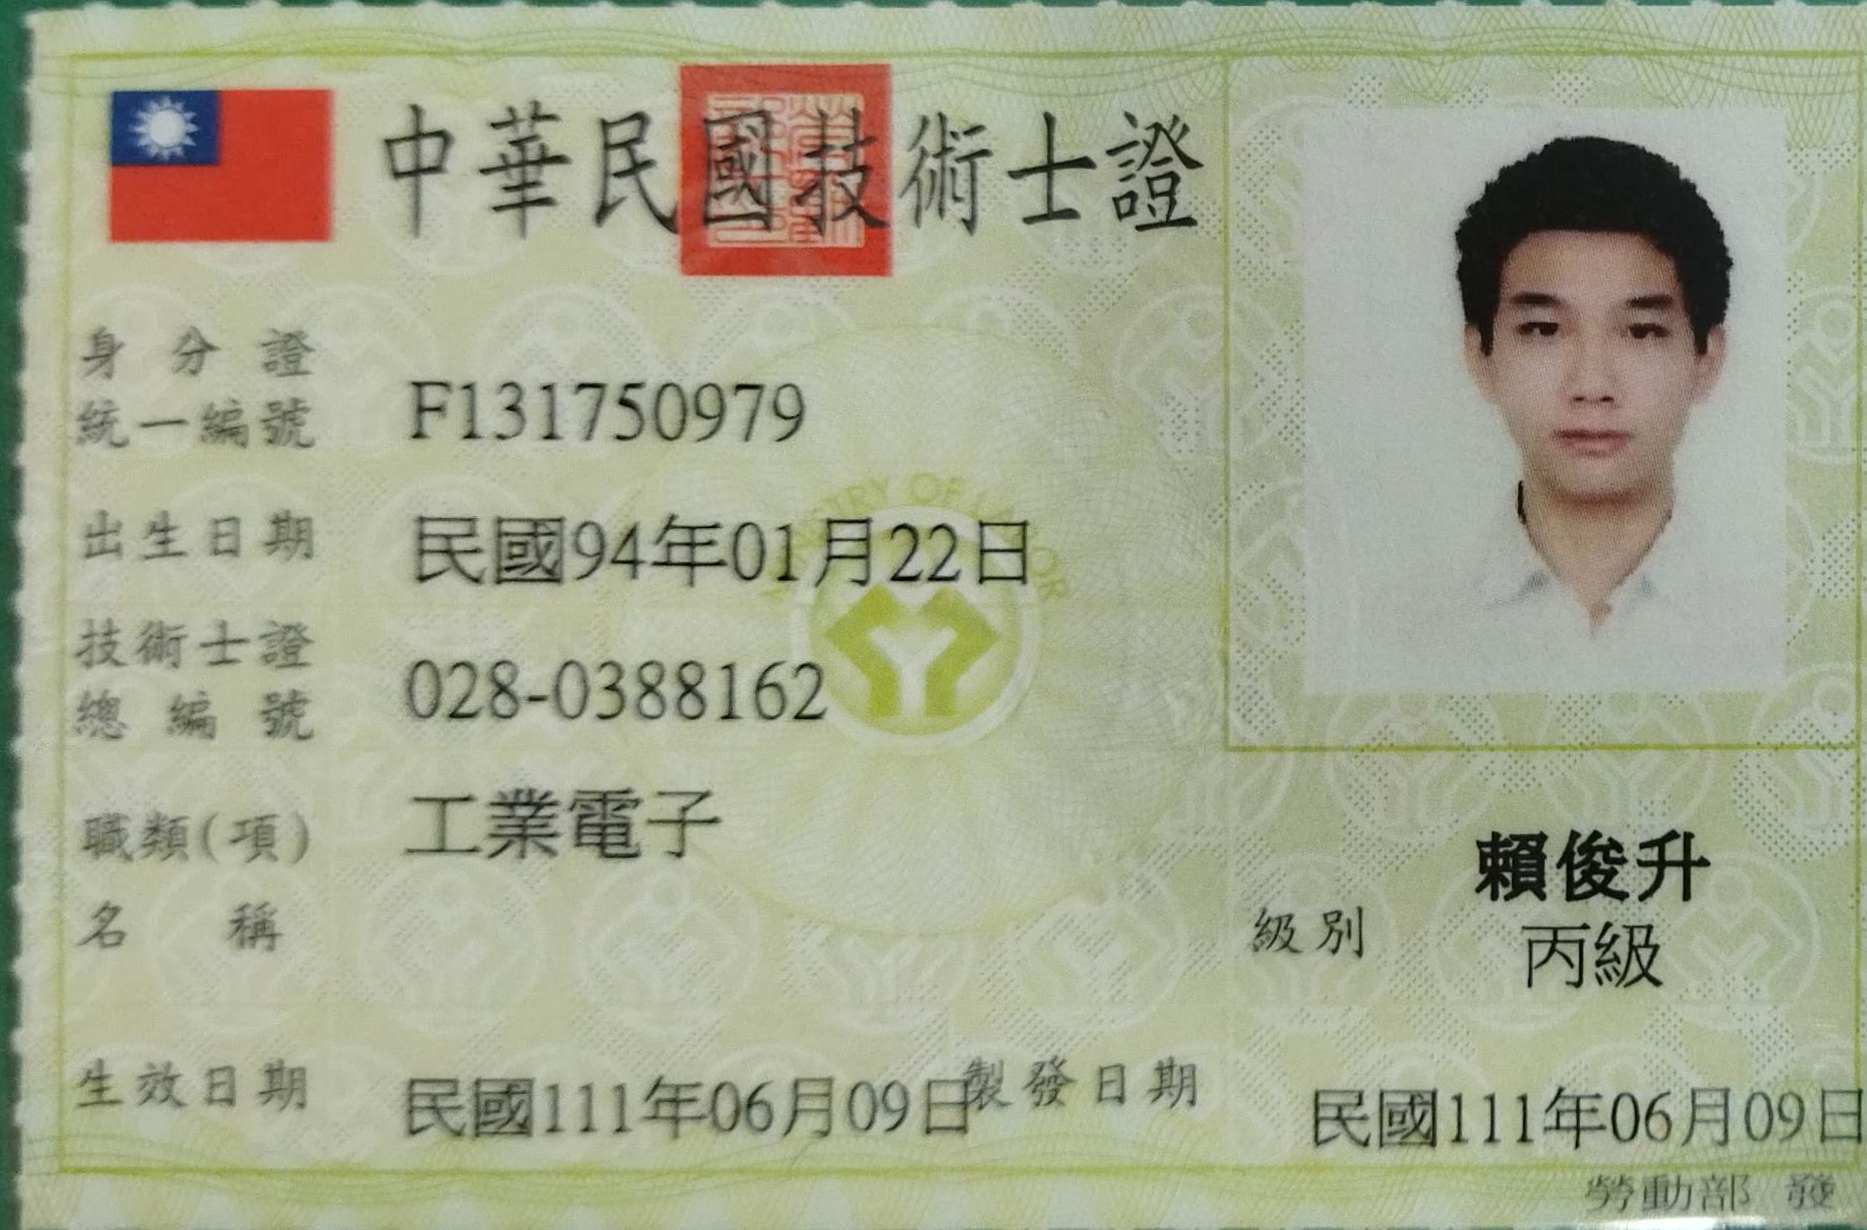 中華民國技術士證
身分證
統一編號 F131750979
出生日期 民國94年01月22日
技術士證
總編號 028-0388162
職類(項) 工業電子
名稱
賴俊升
級別 丙級
生效日期 民國111年06月09日
製發日期 民國111年06月09日
勞動部 發